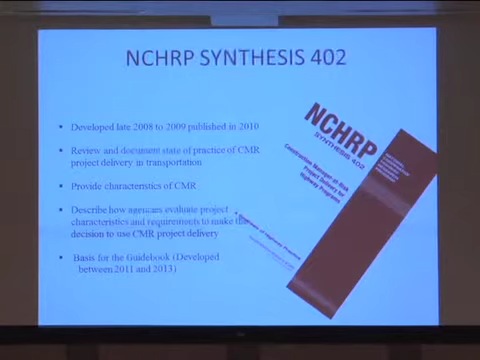 NCHRP SYNTHESIS 402
Developed late 2008 to 2009 published in 2010
Review and document state of practice of CMR
project delivery in transportation
Provide characteristics of CMR
Describe how agencies evaluate project
characteristics and requirements to make the
decision to use CMR project delivery
Basis for the Guidebook (Developed
between 2011 and 2013)
NCHRP
SYNTHESIS 402
Construction Manager-at-Risk
Project Delivery for
Highway Programs
of Highway Practice